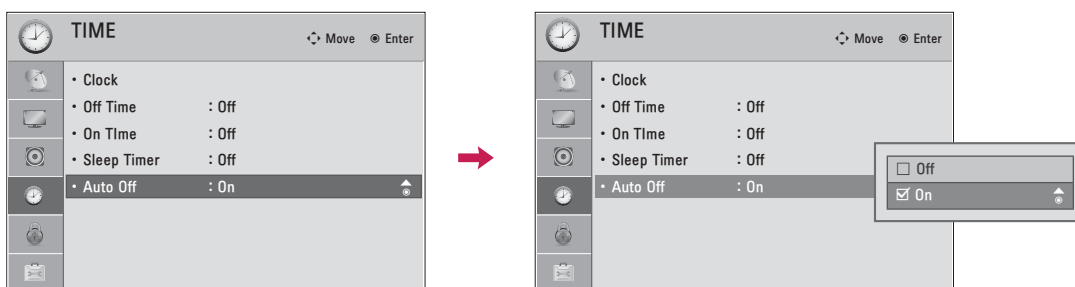 TIME
Move Enter
• Clock
• Off Time : Off
• On TIme : Off
• Sleep Timer : Off
• Auto Off : On
TIME
Move Enter
• Clock
• Off Time : Off
• On TIme : Off
• Sleep Timer : Off
• Auto Off : On
Off
On